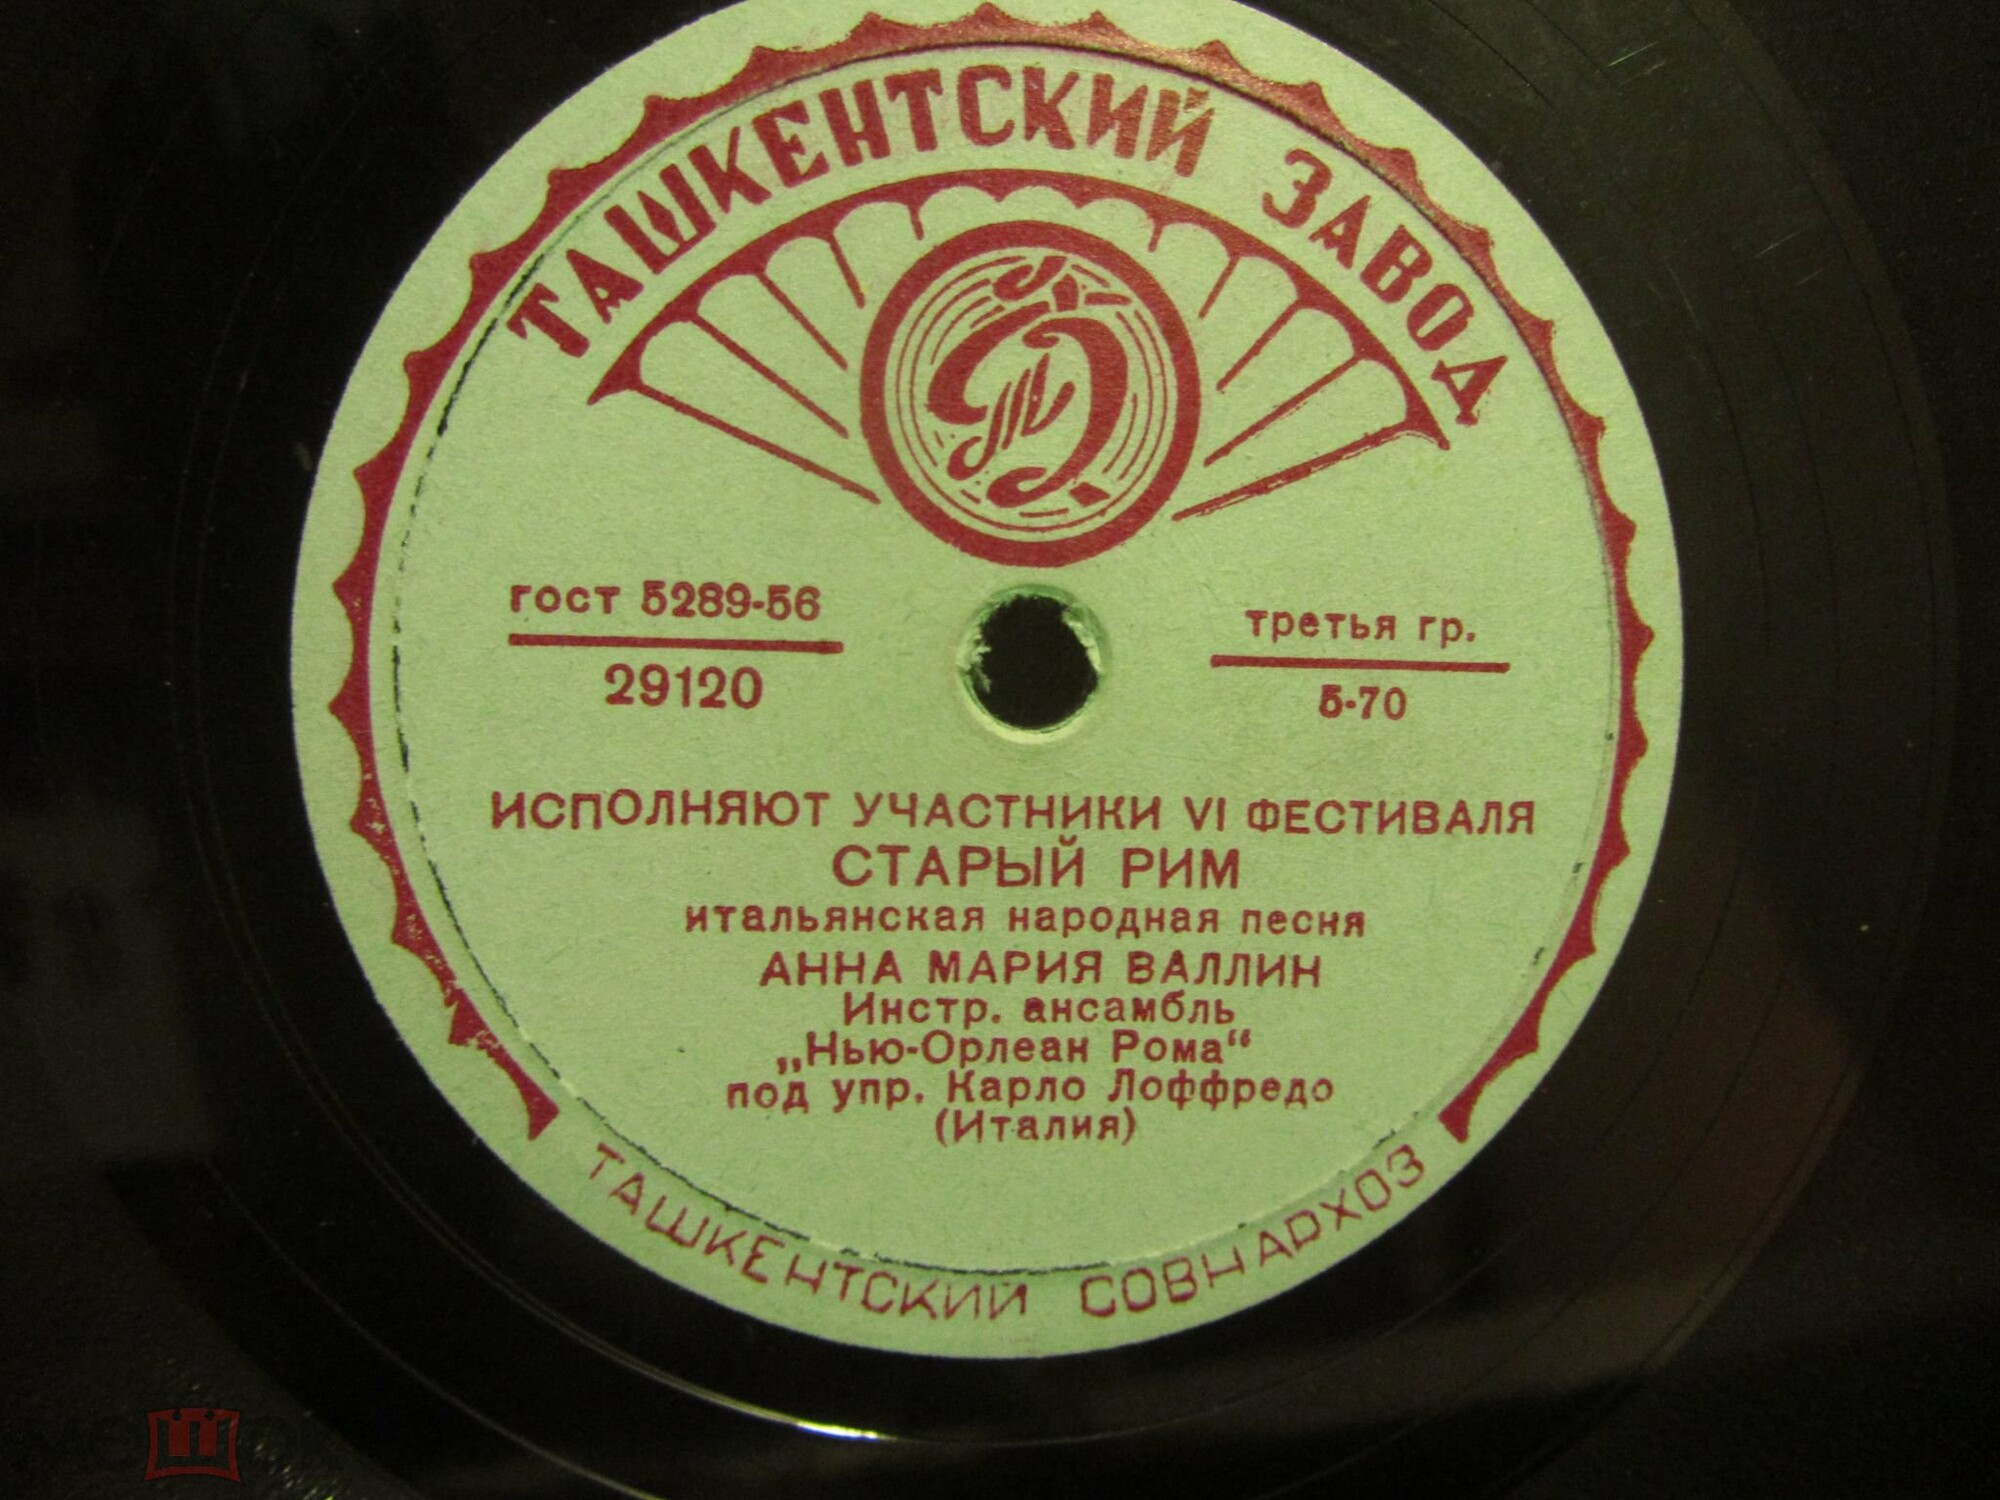 ТАШКЕНТСКИЙ ЗАВОД
гост 5289-56
29120
третья гр.
5-70
ИСПОЛНЯЮТ УЧАСТНИКИ VI ФЕСТИВАЛЯ
СТАРЫЙ РИМ
итальянская народная песня
АННА МАРИЯ ВАЛЛИН
Инстр. ансамбль
„Нью-Орлеан Рома“
под упр. Карло Лоффредо
(Италия)
ТАШКЕНТСКИЙ СОВНАРХОЗ